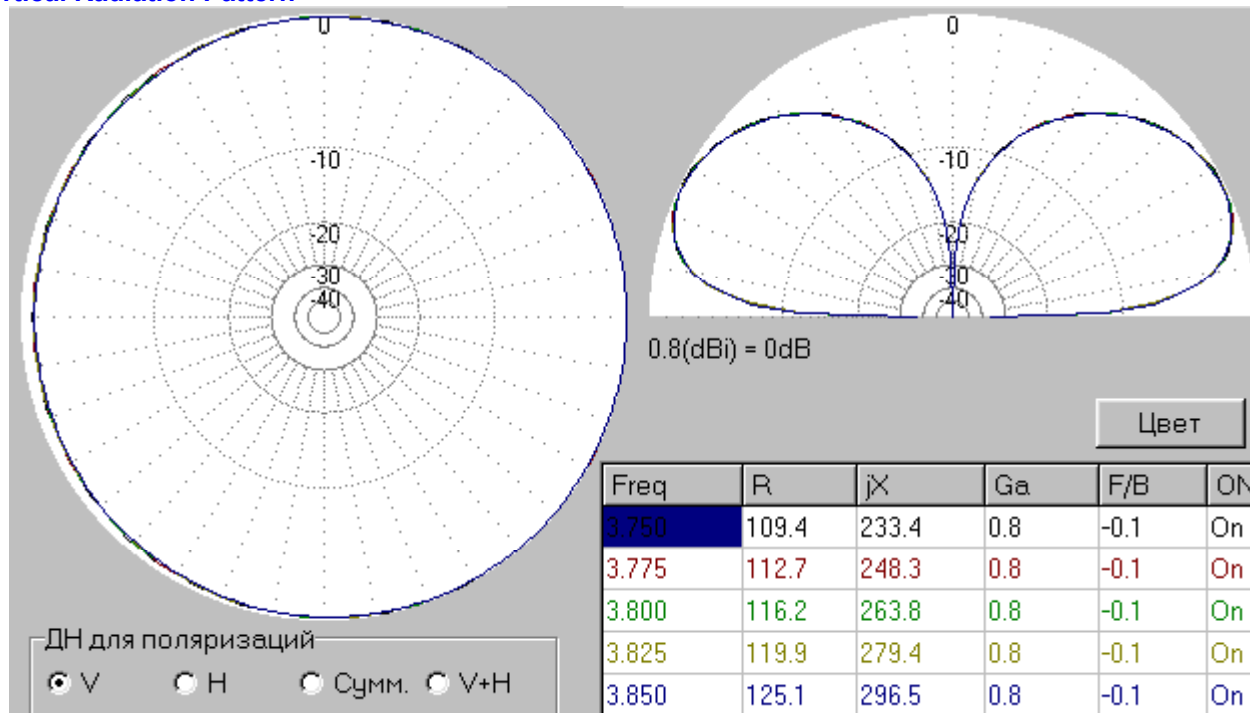 Radiation Pattern
0
-10
-20
-30
-40
0
-10
-20
-30
-40
0.8(dBi) = 0dB
Цвет
Freq R jX Ga F/B ON
3.750 109.4 233.4 0.8 -0.1 On
3.775 112.7 248.3 0.8 -0.1 On
3.800 116.2 263.8 0.8 -0.1 On
3.825 119.9 279.4 0.8 -0.1 On
3.850 125.1 296.5 0.8 -0.1 On
ДН для поляризаций
V H Сумм. V+H